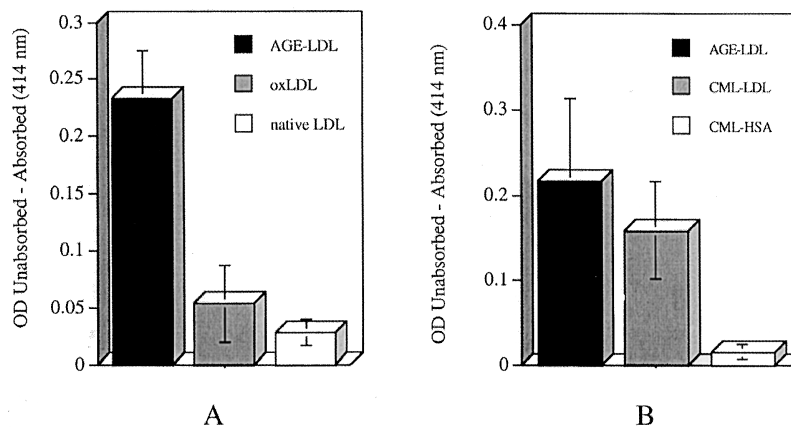 OD Unabsorbed - Absorbed (414 nm)
0.3
0.25
0.2
0.15
0.1
0.05
0
AGE-LDL
oxLDL
native LDL
A
OD Unabsorbed - Absorbed (414 nm)
0.4
0.3
0.2
0.1
0
AGE-LDL
CML-LDL
CML-HSA
B